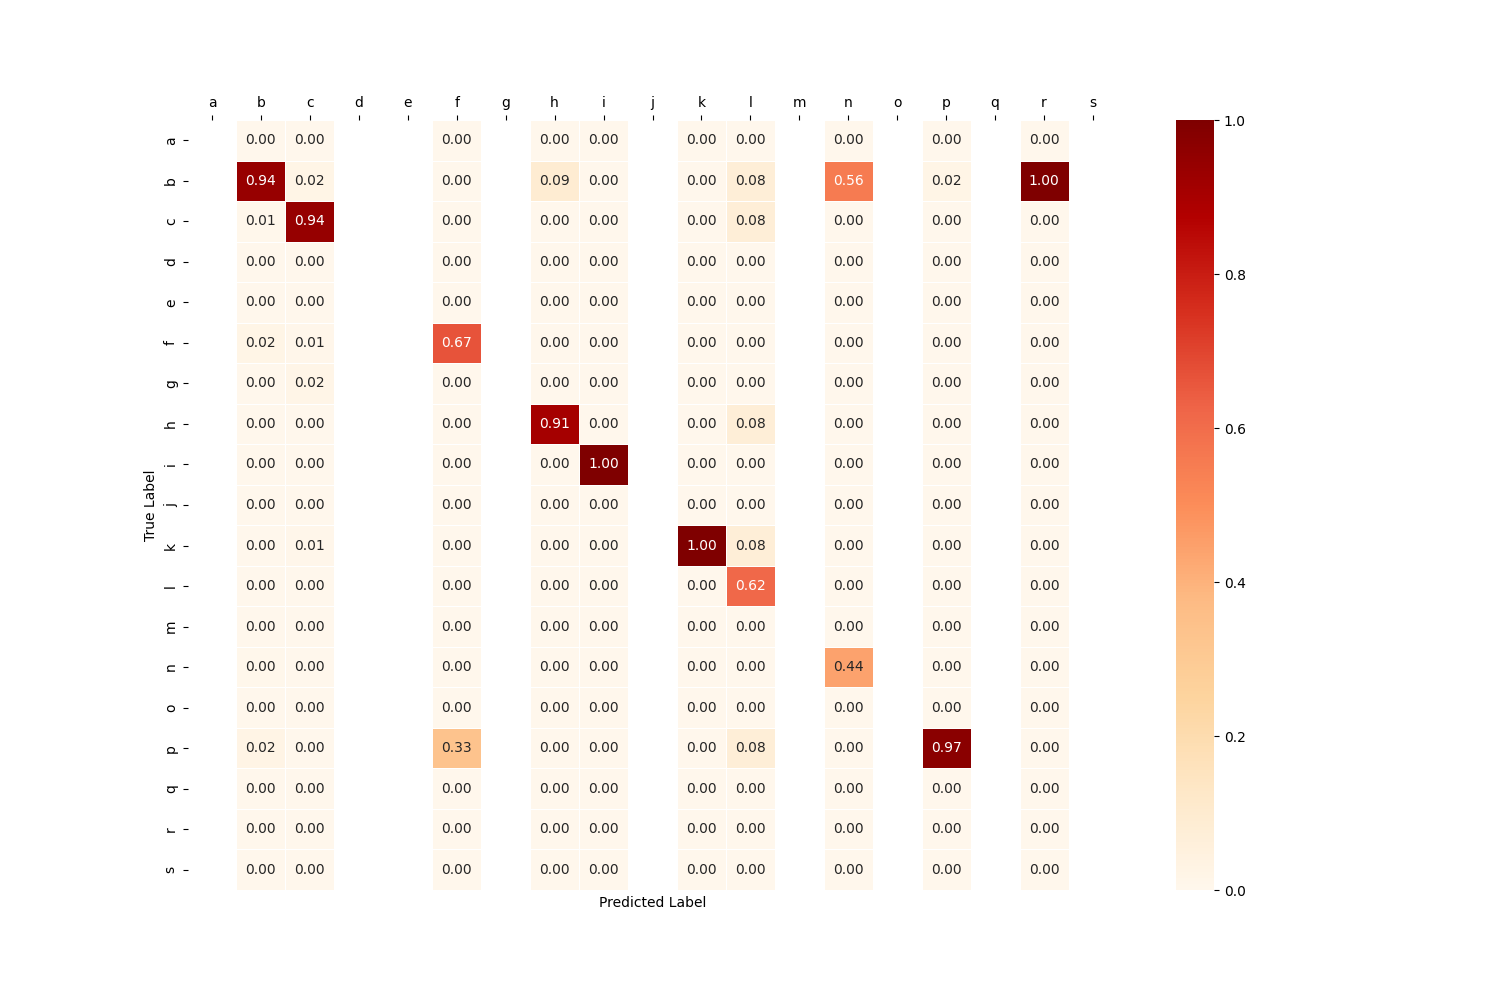 a b c d e f g h i j k l m n o p q r s
a 0.00 0.00 0.00 0.00 0.00 0.00 0.00 0.00 0.00 0.00
b 0.94 0.02 0.00 0.09 0.00 0.00 0.08 0.56 0.02 1.00
c 0.01 0.94 0.00 0.00 0.00 0.00 0.08 0.00 0.00 0.00
d 0.00 0.00 0.00 0.00 0.00 0.00 0.00 0.00 0.00 0.00
e 0.00 0.00 0.00 0.00 0.00 0.00 0.00 0.00 0.00 0.00
f 0.02 0.01 0.67 0.00 0.00 0.00 0.00 0.00 0.00 0.00
g 0.00 0.02 0.00 0.00 0.00 0.00 0.00 0.00 0.00 0.00
h 0.00 0.00 0.00 0.91 0.00 0.00 0.08 0.00 0.00 0.00
i 0.00 0.00 0.00 0.00 1.00 0.00 0.00 0.00 0.00 0.00
j 0.00 0.00 0.00 0.00 0.00 0.00 0.00 0.00 0.00 0.00
k 0.00 0.01 0.00 0.00 0.00 1.00 0.08 0.00 0.00 0.00
l 0.00 0.00 0.00 0.00 0.00 0.00 0.62 0.00 0.00 0.00
m 0.00 0.00 0.00 0.00 0.00 0.00 0.00 0.00 0.00 0.00
n 0.00 0.00 0.00 0.00 0.00 0.00 0.00 0.44 0.00 0.00
o 0.00 0.00 0.00 0.00 0.00 0.00 0.00 0.00 0.00 0.00
p 0.02 0.00 0.33 0.00 0.00 0.00 0.08 0.00 0.97 0.00
q 0.00 0.00 0.00 0.00 0.00 0.00 0.00 0.00 0.00 0.00
r 0.00 0.00 0.00 0.00 0.00 0.00 0.00 0.00 0.00 0.00
s 0.00 0.00 0.00 0.00 0.00 0.00 0.00 0.00 0.00 0.00
True Label
Predicted Label
1.0
0.8
0.6
0.4
0.2
0.0